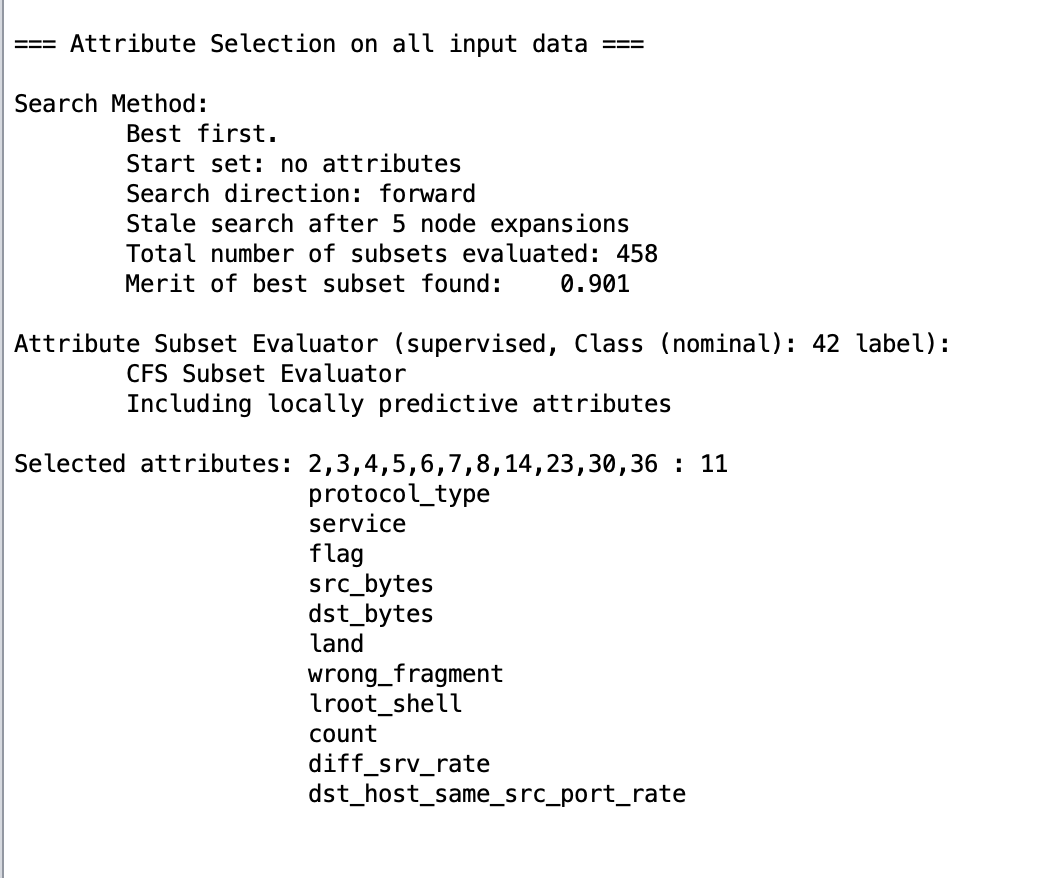 === Attribute Selection on all input data ===
Search Method:
Best first.
Start set: no attributes
Search direction: forward
Stale search after 5 node expansions
Total number of subsets evaluated: 458
Merit of best subset found:    0.901
Attribute Subset Evaluator (supervised, Class (nominal): 42 label):
CFS Subset Evaluator
Including locally predictive attributes
Selected attributes: 2,3,4,5,6,7,8,14,23,30,36 : 11
protocol_type
service
flag
src_bytes
dst_bytes
land
wrong_fragment
lroot_shell
count
diff_srv_rate
dst_host_same_src_port_rate